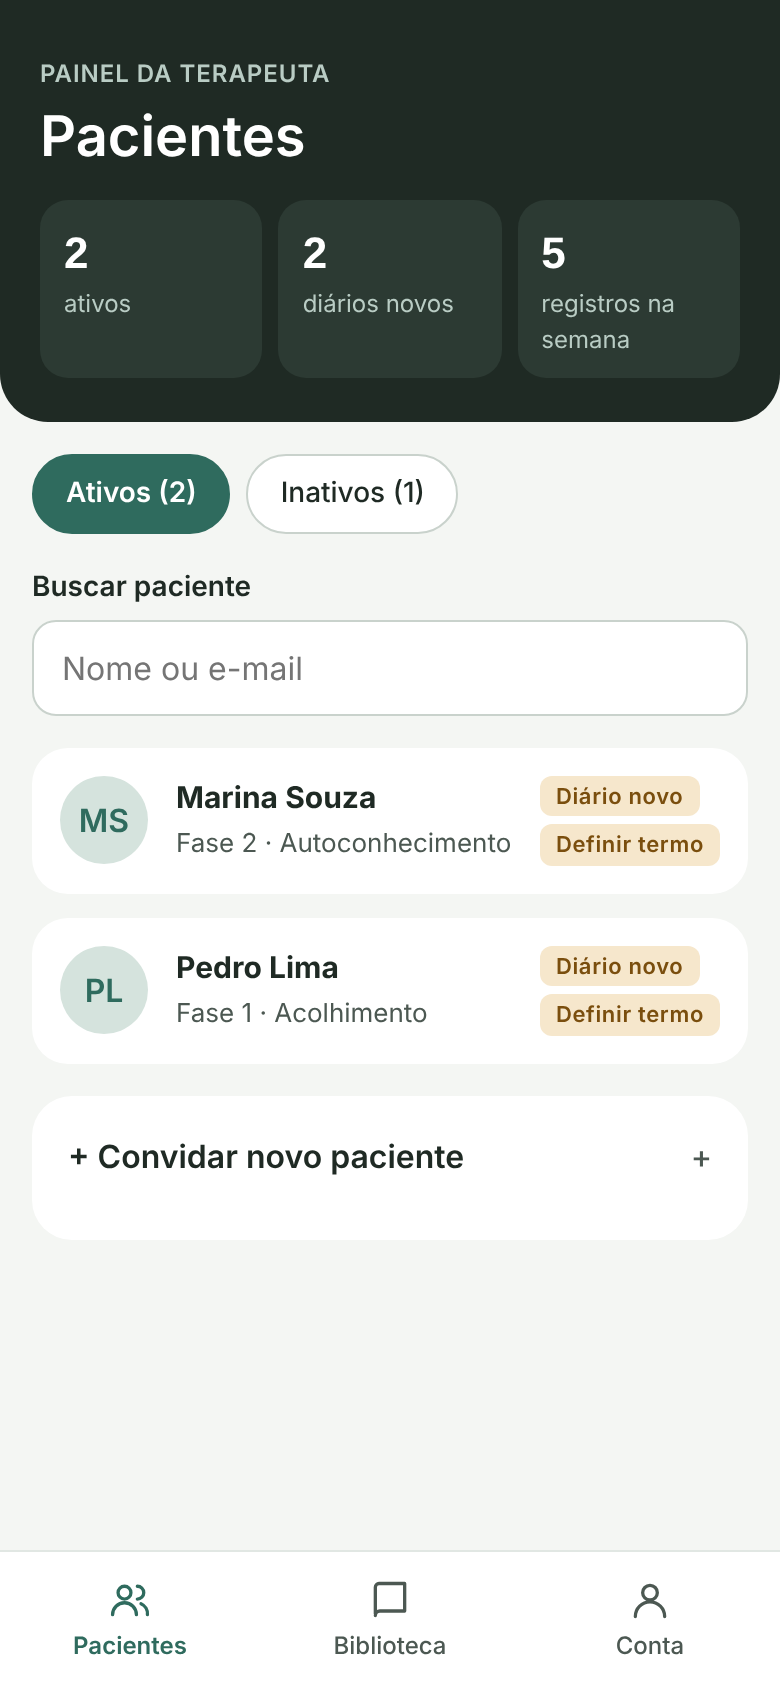 PAINEL DA TERAPEUTA
Pacientes
2
ativos
2
diários novos
5
registros na
semana
Ativos (2)
Inativos (1)
Buscar paciente
Nome ou e-mail
MS
Marina Souza
Fase 2 · Autoconhecimento
Diário novo
Definir termo
PL
Pedro Lima
Fase 1 · Acolhimento
Diário novo
Definir termo
+ Convidar novo paciente
+
Pacientes
Biblioteca
Conta